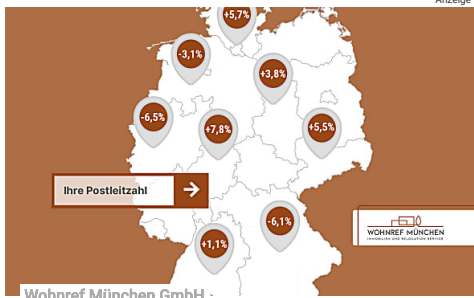 Anzeige
+5,7%
-3,1%
+3,8%
-6,5%
+7,8%
+5,5%
Ihre Postleitzahl
-6,1%
+1,1%
WOHNREF MÜNCHEN
IMMOBILIEN UND RELOCATION SERVICE
Wohnref München GmbH